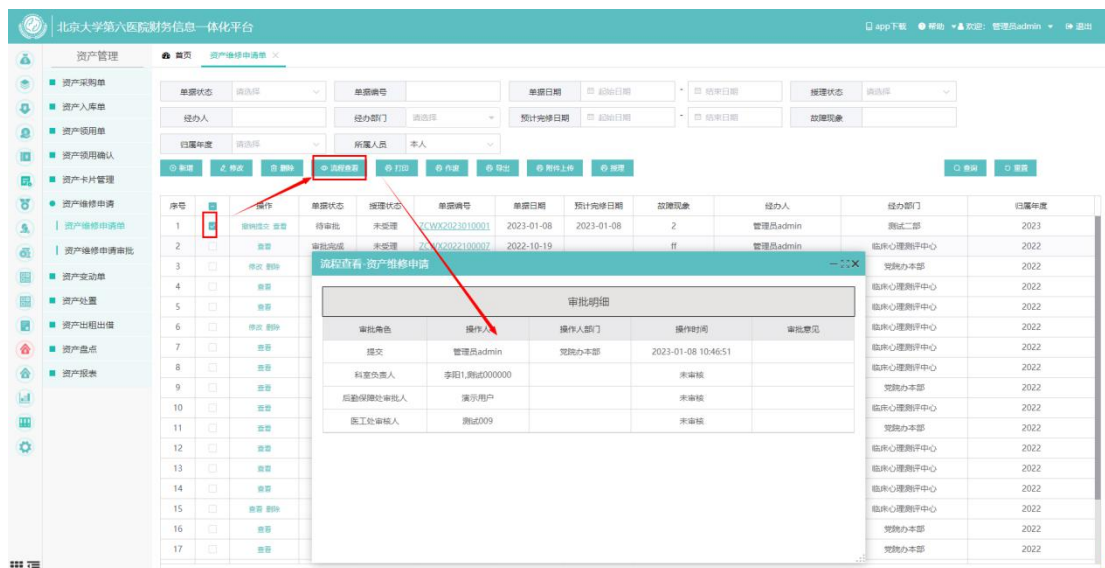 北京大学第六医院财务信息一体化平台
app下载 帮助 欢迎：管理员admin 退出
资产管理 首页 资产维修申请单
资产采购单
资产入库单
资产领用单
资产领用确认
资产卡片管理
资产维修申请
资产维修申请单
资产维修申请审批
资产变动单
资产处置
资产出租出借
资产盘点
资产报表
单据状态 请选择 单据编号 单据日期 起始日期 - 结束日期 授理状态 请选择
经办人 经办部门 请选择 预计完修日期 起始日期 - 结束日期 故障现象
归属年度 请选择 所属人员 本人
新增 修改 删除 流程查看 打印 作废 导出 附件上传 授理 查询 重置
序号 操作 单据状态 授理状态 单据编号 单据日期 预计完修日期 故障现象 经办人 经办部门 归属年度
1 撤销提交 查看 待审批 未受理 ZCWX2023010001 2023-01-08 2023-01-08 2 管理员admin 测试二部 2023
2 查看 审批完成 未受理 ZCWX2022100007 2022-10-19 ff 管理员admin 临床心理测评中心 2022
3 修改 删除 党院办本部 2022
4 查看 临床心理测评中心 2022
5 查看 临床心理测评中心 2022
6 修改 删除 临床心理测评中心 2022
7 查看 临床心理测评中心 2022
8 查看 临床心理测评中心 2022
9 查看 党院办本部 2022
10 查看 临床心理测评中心 2022
11 查看 党院办本部 2022
12 查看 临床心理测评中心 2022
13 查看 临床心理测评中心 2022
14 查看 临床心理测评中心 2022
15 查看 删除 临床心理测评中心 2022
16 查看 党院办本部 2022
17 查看 党院办本部 2022
流程查看-资产维修申请
审批明细
审批角色 操作人 操作人部门 操作时间 审批意见
提交 管理员admin 党院办本部 2023-01-08 10:46:51
科室负责人 李阳1,测试000000 未审核
后勤保障处审批人 演示用户 未审核
医工处审核人 测试009 未审核